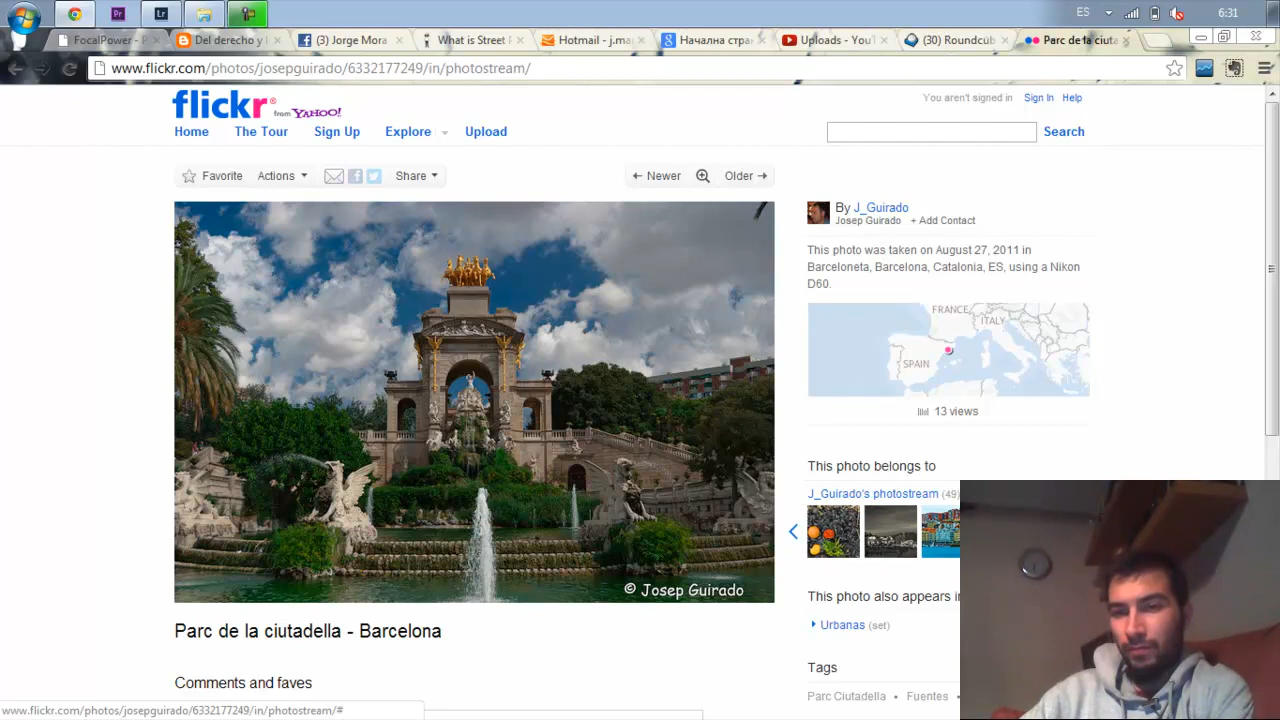 ES 6:31
FocalPower - P
Del derecho y
(3) Jorge Mora
What is Street
Hotmail - j.ma
Начална стра
Uploads - YouT
(30) Roundcub
Parc de la ciuta
www.flickr.com/photos/josepguirado/6332177249/in/photostream/
flickr from YAHOO!
You aren't signed in Sign In Help
Home The Tour Sign Up Explore Upload Search
Favorite Actions Share Newer Older
By J_Guirado
Josep Guirado + Add Contact
This photo was taken on August 27, 2011 in
Barceloneta, Barcelona, Catalonia, ES, using a Nikon
D60.
FRANCE
ITALY
SPAIN
13 views
This photo belongs to
J_Guirado's photostream (49)
© Josep Guirado
This photo also appears in
Urbanas (set)
Parc de la ciutadella - Barcelona
Tags
Comments and faves
Parc Ciutadella • Fuentes •
www.flickr.com/photos/josepguirado/6332177249/in/photostream/#